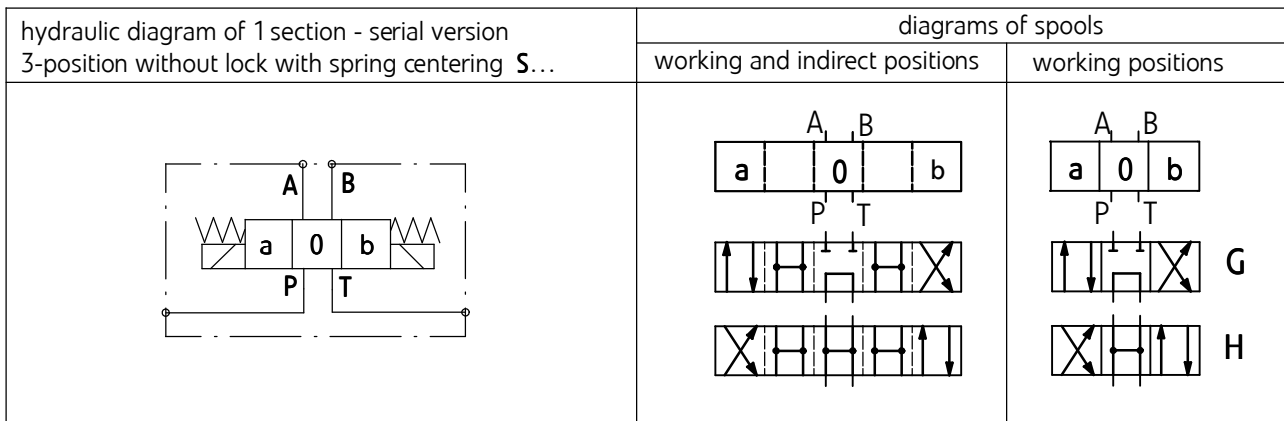 hydraulic diagram of 1 section - serial version
3-position without lock with spring centering S...
diagrams of spools
working and indirect positions
working positions
A B
a 0 b
P T
A B
a 0 b
P T
A B
a 0 b
P T
G
H